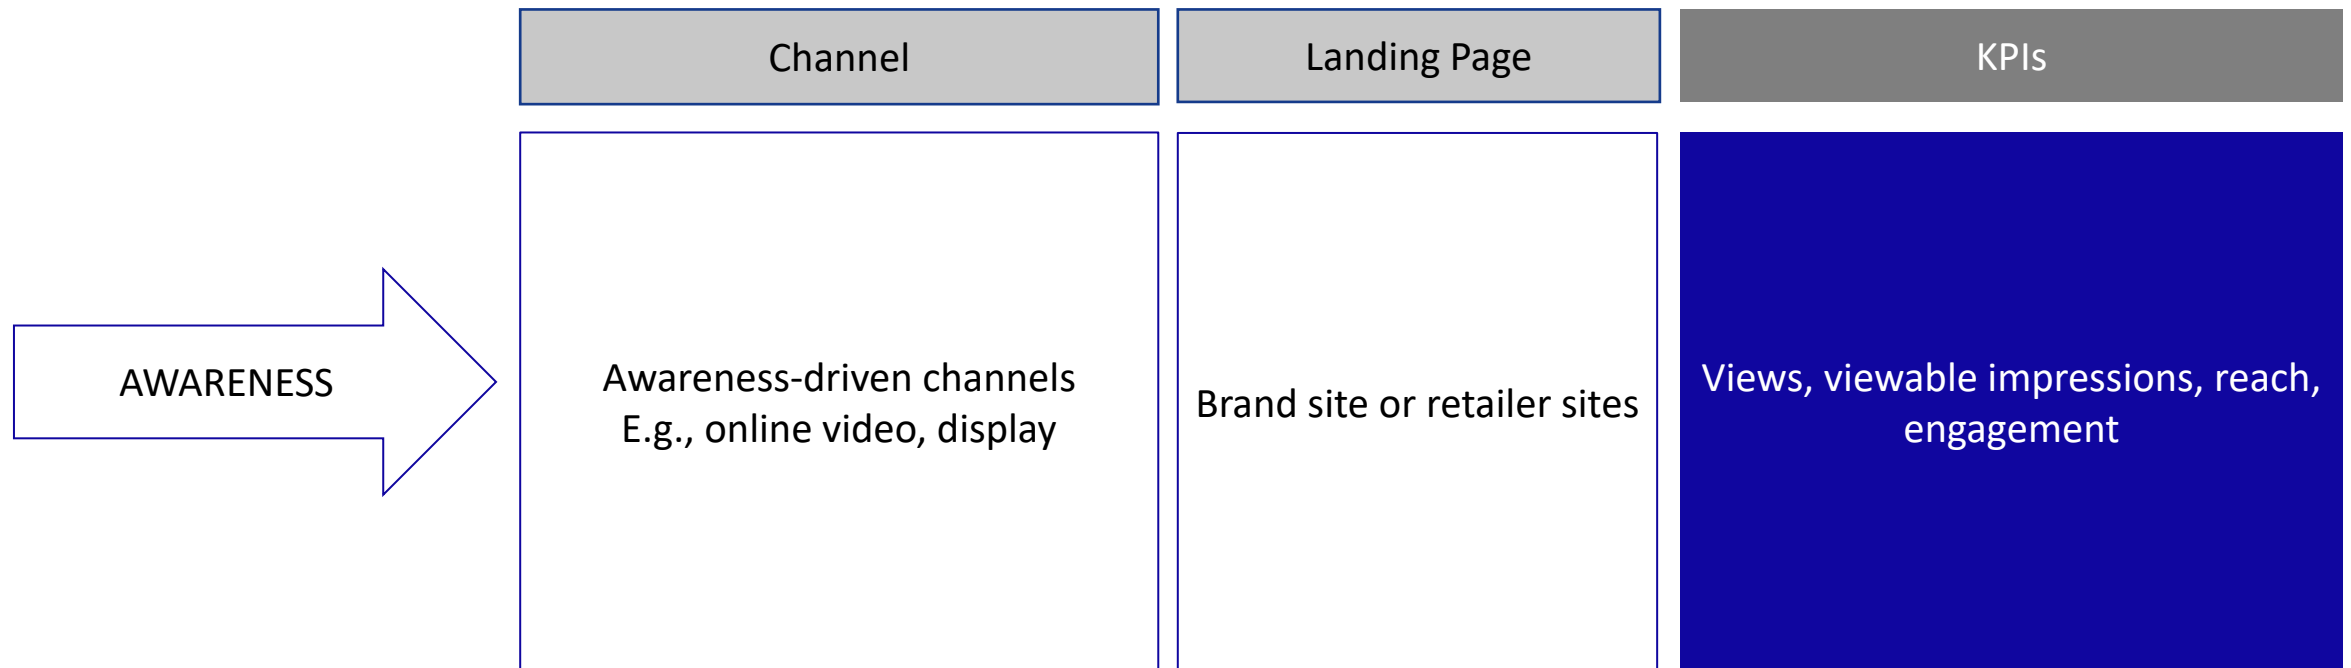 Channel
Landing Page
KPIs
AWARENESS
Awareness-driven channels
E.g., online video, display
Brand site or retailer sites
Views, viewable impressions, reach,
engagement